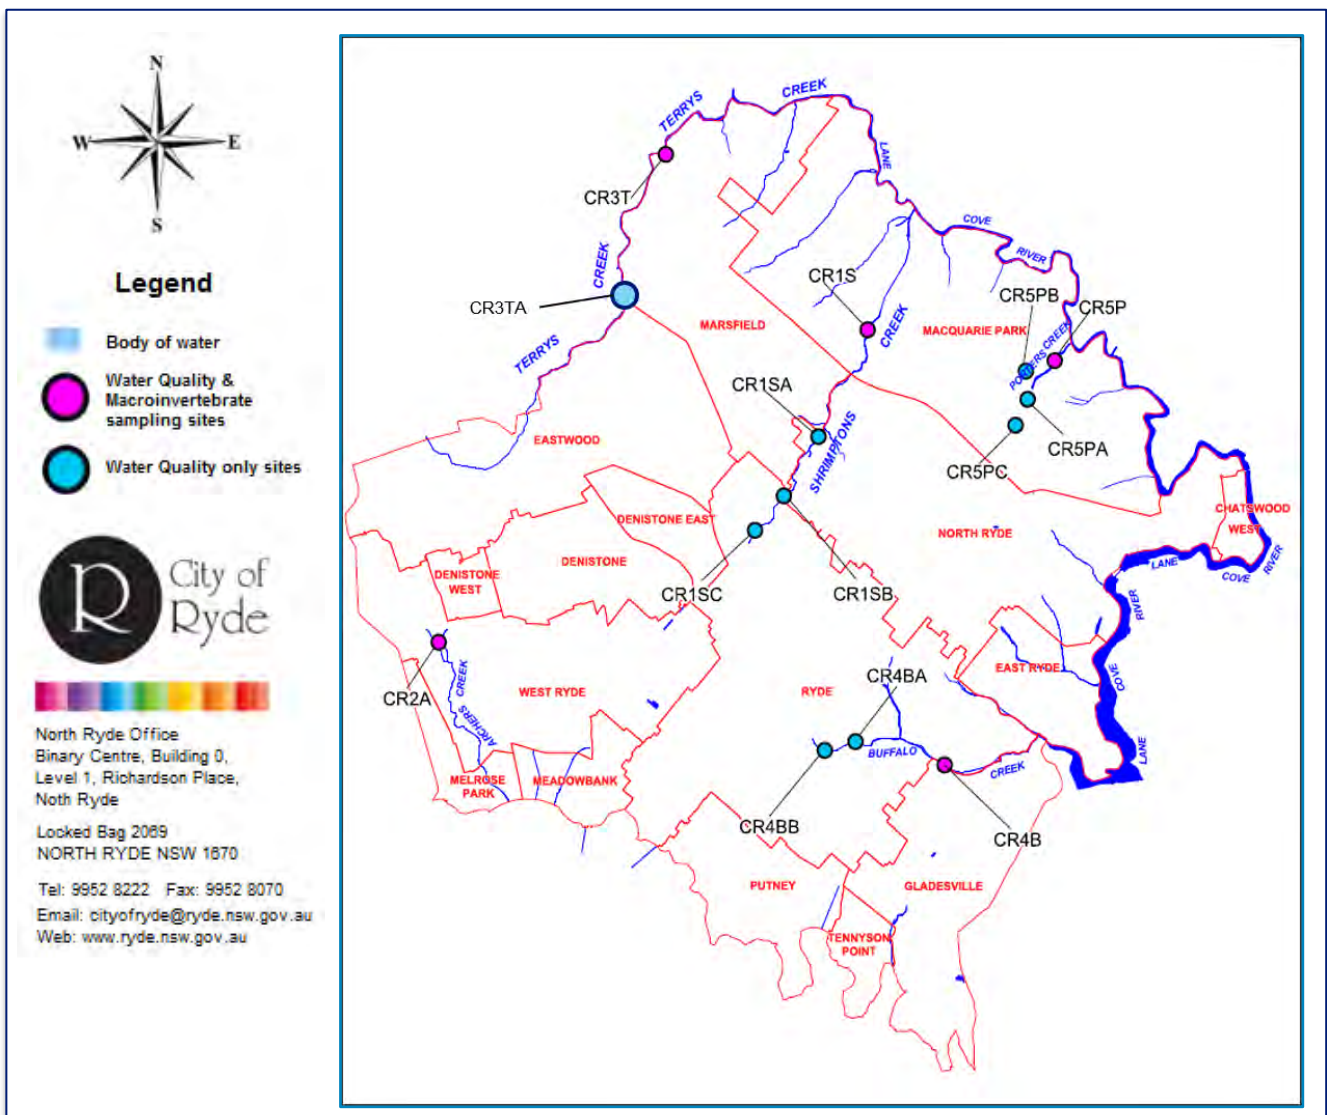 N
W
E
S
Legend
Body of water
Water Quality &
Macroinvertebrate
sampling sites
Water Quality only sites
R
City of
Ryde
North Ryde Office
Binary Centre, Building 0,
Level 1, Richardson Place,
Noth Ryde
Locked Bag 2069
NORTH RYDE NSW 1670
Tel: 9952 8222 Fax: 9952 8070
Email: cityofryde@ryde.nsw.gov.au
Web: www.ryde.nsw.gov.au
TERRYS
CREEK
LANE
COVE
RIVER
CR3T
CREEK
CR3TA
TERRYS
MARSFIELD
CR1S
CREEK
MACQUARIE PARK
CR5PB
CR5P
PORTERS CREEK
CR5PA
CR5PC
CR1SA
SHRIMPTONS
EASTWOOD
DENISTONE EAST
DENISTONE
DENISTONE
WEST
CR1SC
CR1SB
NORTH RYDE
CHATSWOOD
WEST
LANE
COVE
RIVER
RIVER
COVE
LANE
EAST RYDE
CR2A
CREEK
ARCHERS
WEST RYDE
RYDE
CR4BA
BUFFALO
CREEK
CR4BB
CR4B
MELROSE
PARK
MEADOWBANK
PUTNEY
GLADESVILLE
TENNYSON
POINT